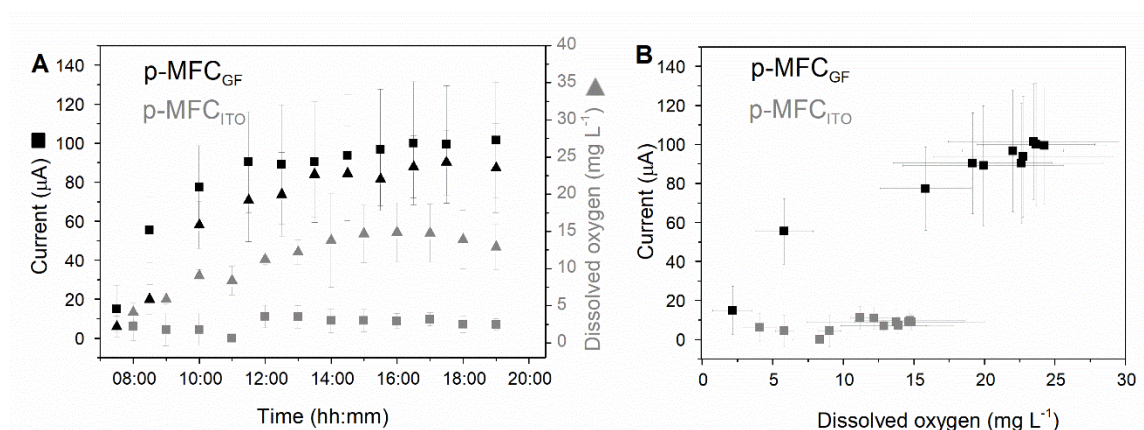 A
p-MFCGF
p-MFCITO
140
120
100
80
60
40
20
0
Current (µA)
08:00 10:00 12:00 14:00 16:00 18:00 20:00
Time (hh:mm)
40
35
30
25
20
15
10
5
0
Dissolved oxygen (mg L-1)
B
p-MFCGF
p-MFCITO
140
120
100
80
60
40
20
0
Current (µA)
0 5 10 15 20 25 30
Dissolved oxygen (mg L-1)